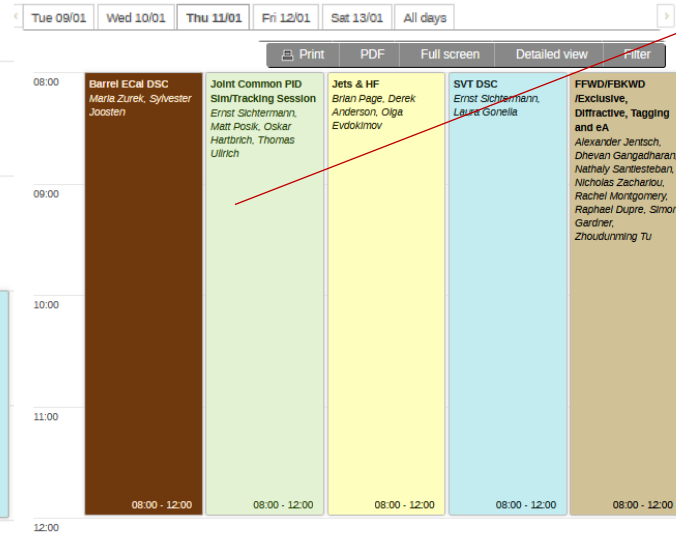 Tue 09/01 Wed 10/01 Thu 11/01 Fri 12/01 Sat 13/01 All days
Print PDF Full screen Detailed view Filter
08:00
Barrel ECal DSC
Maria Zurek, Sylvester
Joosten
08:00 - 12:00
Joint Common PID
Sim/Tracking Session
Ernst Sichtermann,
Matt Posik, Oskar
Hartbrich, Thomas
Ullrich
08:00 - 12:00
Jets & HF
Brian Page, Derek
Anderson, Olga
Evdokimov
08:00 - 12:00
SVT DSC
Ernst Sichtermann,
Laura Gonella
08:00 - 12:00
FFWD/FBKWD
/Exclusive,
Diffractive, Tagging
and eA
Alexander Jentsch,
Dhevan Gangadharan,
Nathaly Santiesteban,
Nicholas Zachariou,
Rachel Montgomery,
Raphael Dupre, Simon
Gardner,
Zhoudunming Tu
08:00 - 12:00
09:00
10:00
11:00
12:00